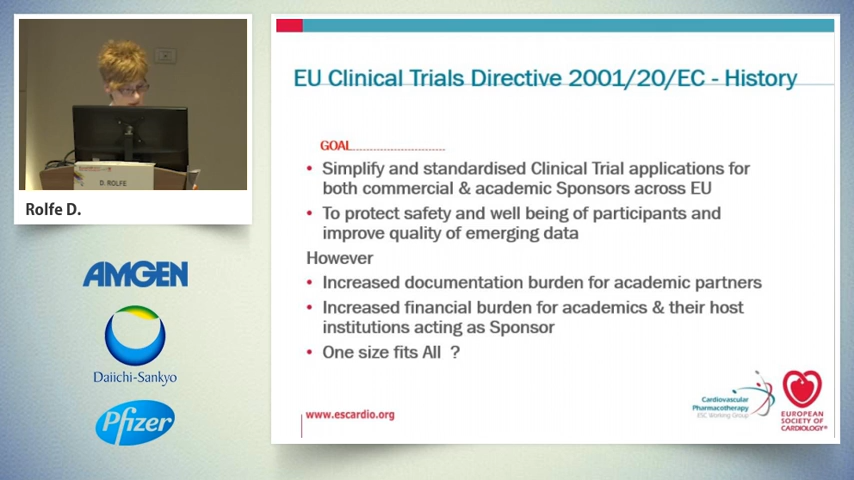 EU Clinical Trials Directive 2001/20/EC - History
GOAL
• Simplify and standardised Clinical Trial applications for
both commercial & academic Sponsors across EU
• To protect safety and well being of participants and
improve quality of emerging data
However
• Increased documentation burden for academic partners
• Increased financial burden for academics & their host
institutions acting as Sponsor
• One size fits All ?
www.escardio.org
Cardiovascular
Pharmacotherapy
ESC Working Group
EUROPEAN
SOCIETY OF
CARDIOLOGY®
D. ROLFE
Rolfe D.
AMGEN
Daiichi-Sankyo
Pfizer